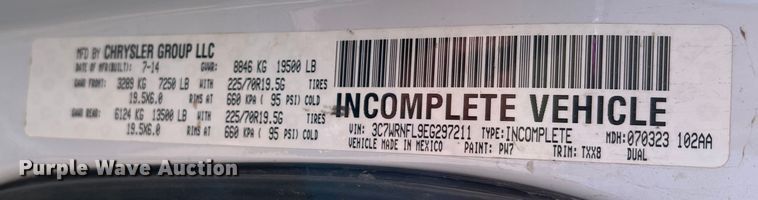 MFD BY CHRYSLER GROUP LLC
DATE OF MFR(BUILT): 7-14 GVWR: 8846 KG 19500 LB
GAWR FRONT: 3289 KG 7250 LB WITH 225/70R19.5G TIRES
19.5X6.0 RIMS AT 660 KPA ( 95 PSI) COLD
GAWR REAR: 6124 KG 13500 LB WITH 225/70R19.5G TIRES
19.5X6.0 RIMS AT 660 KPA ( 95 PSI) COLD
INCOMPLETE VEHICLE
VIN: 3C7WRNFL9EG297211 TYPE: INCOMPLETE MDH: 070323 102AA
VEHICLE MADE IN MEXICO PAINT: PW7 TRIM: TXX8 DUAL
Purple Wave Auction